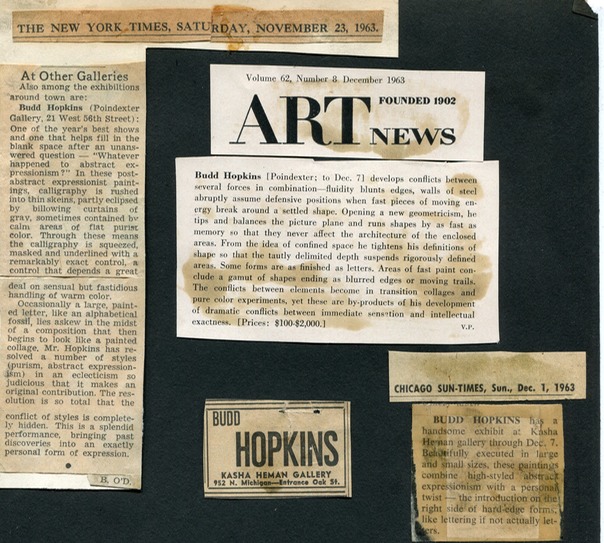 THE NEW YORK TIMES, SATURDAY, NOVEMBER 23, 1963.
At Other Galleries
Also among the exhibitions
around town are:
Budd Hopkins (Poindexter
Gallery, 21 West 56th Street):
One of the year's best shows
and one that helps fill in the
blank space after an unans-
wered question — "Whatever
happened to abstract ex-
pressionism?" In these post-
abstract expressionist paint-
ings, calligraphy is rushed
into thin skeins, partly eclipsed
by billowing curtains of
gray, sometimes contained by
calm areas of flat purist
color. Through these means
the calligraphy is squeezed,
masked and underlined with a
remarkably exact control, a
control that depends a great
deal on sensual but fastidious
handling of warm color.
Occasionally a large, paint-
ed letter, like an alphabetical
fossil, lies askew in the midst
of a composition that then
begins to look like a painted
collage. Mr. Hopkins has re-
solved a number of styles
(purism, abstract expression-
ism) in an eclecticism so
judicious that it makes an
original contribution. The res-
olution is so total that the
conflict of styles is complete-
ly hidden. This is a splendid
performance, bringing past
discoveries into an exactly
personal form of expression.
B. O'D.
Volume 62, Number 8 December 1963
ART NEWS
FOUNDED 1902
Budd Hopkins [Poindexter; to Dec. 7] develops conflicts between
several forces in combination—fluidity blunts edges, walls of steel
abruptly assume defensive positions when fast pieces of moving en-
ergy break around a settled shape. Opening a new geometricism, he
tips and balances the picture plane and runs shapes by as fast as
memory so that they never affect the architecture of the enclosed
areas. From the idea of confined space he tightens his definitions of
shape so that the tautly delimited depth suspends rigorously defined
areas. Some forms are as finished as letters. Areas of fast paint con-
clude a gamut of shapes ending as blurred edges or moving trails.
The conflicts between elements become in transition collages and
pure color experiments, yet these are by-products of his development
of dramatic conflicts between immediate sensation and intellectual
exactness. [Prices: $100-$2,000.]
V.P.
BUDD
HOPKINS
KASHA HEMAN GALLERY
952 N. Michigan—Entrance Oak St.
CHICAGO SUN-TIMES, Sun., Dec. 1, 1963
BUDD HOPKINS has a
handsome exhibit at Kasha
Heman gallery through Dec. 7.
Beautifully executed in large
and small sizes, these paintings
combine high-styled abstract
expressionism with a personal
twist — the introduction on the
right side of hard-edge forms,
like lettering if not actually let-
ters.